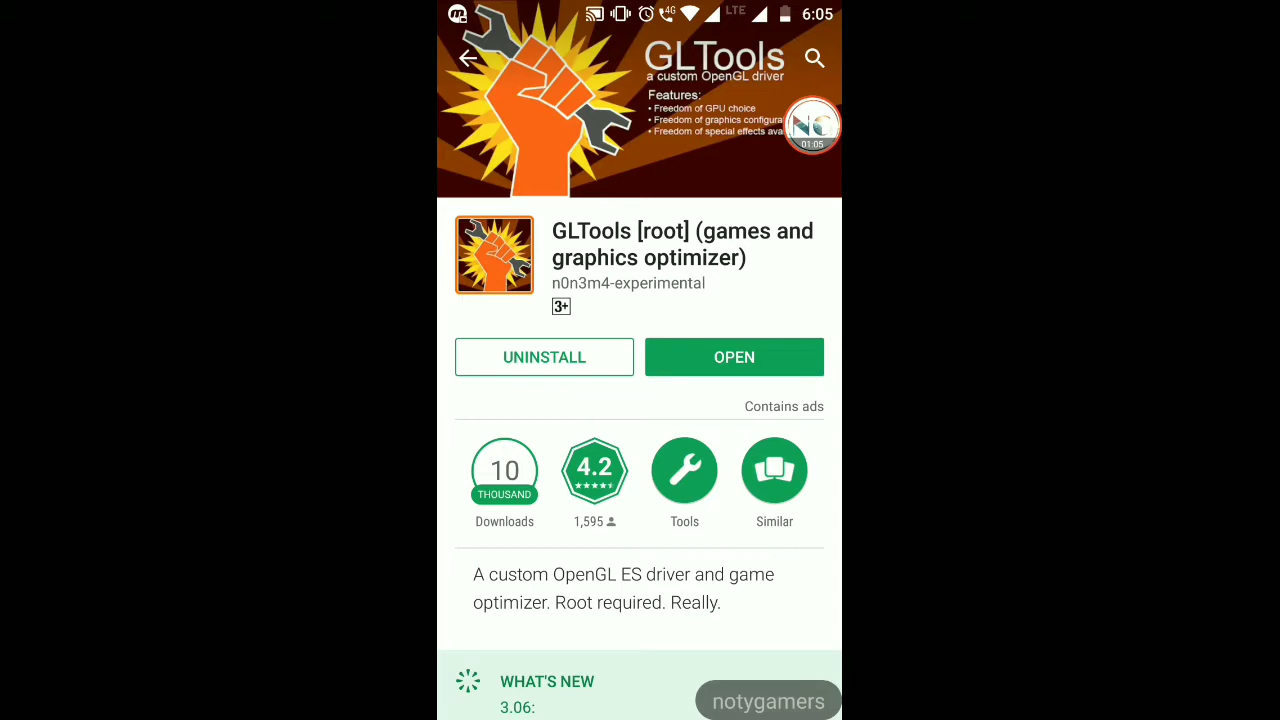 4G
LTE
6:05
GLTools
a custom OpenGL driver
Features:
• Freedom of GPU choice
• Freedom of graphics configura
• Freedom of special effects ava
NC
01:05
GLTools [root] (games and
graphics optimizer)
n0n3m4-experimental
3+
UNINSTALL
OPEN
Contains ads
10
THOUSAND
Downloads
4.2
1,595
Tools
Similar
A custom OpenGL ES driver and game
optimizer. Root required. Really.
WHAT'S NEW
3.06:
notygamers